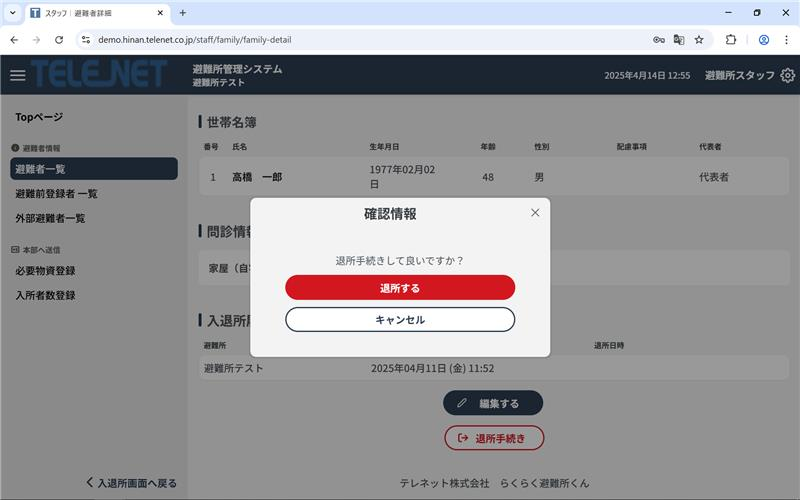 スタッフ｜避難者詳細
demo.hinan.telenet.co.jp/staff/family/family-detail
TELENET
避難所管理システム
避難所テスト
2025年4月14日 12:55
避難所スタッフ
Topページ
避難者情報
避難者一覧
避難前登録者 一覧
外部避難者一覧
本部へ送信
必要物資登録
入所者数登録
入退所画面へ戻る
世帯名簿
番号 氏名 生年月日 年齢 性別 配慮事項 代表者
1 高橋 一郎 1977年02月02日 48 男 代表者
問診情
家屋（自
入退所
避難所 退所日時
避難所テスト 2025年04月11日 (金) 11:52
編集する
退所手続き
テレネット株式会社 らくらく避難所くん
確認情報
退所手続きして良いですか？
退所する
キャンセル